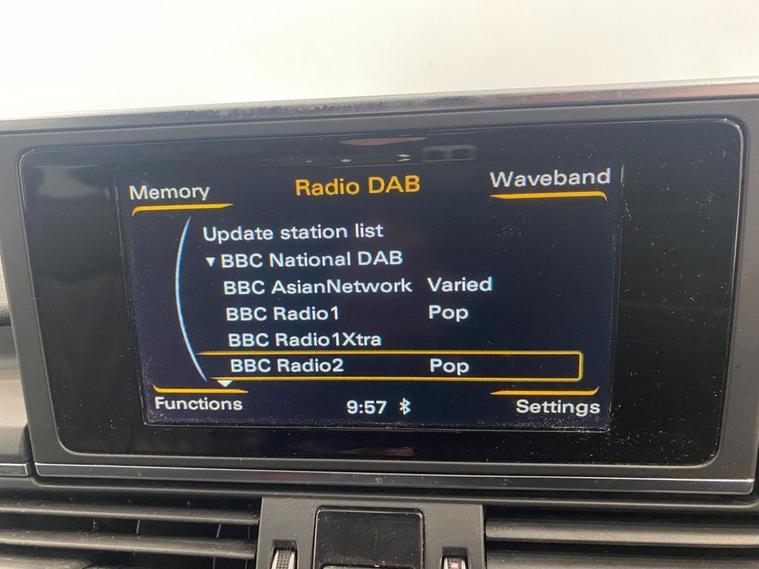 Memory Radio DAB Waveband
Update station list
▼ BBC National DAB
BBC AsianNetwork Varied
BBC Radio1 Pop
BBC Radio1Xtra
BBC Radio2 Pop
Functions 9:57 Settings